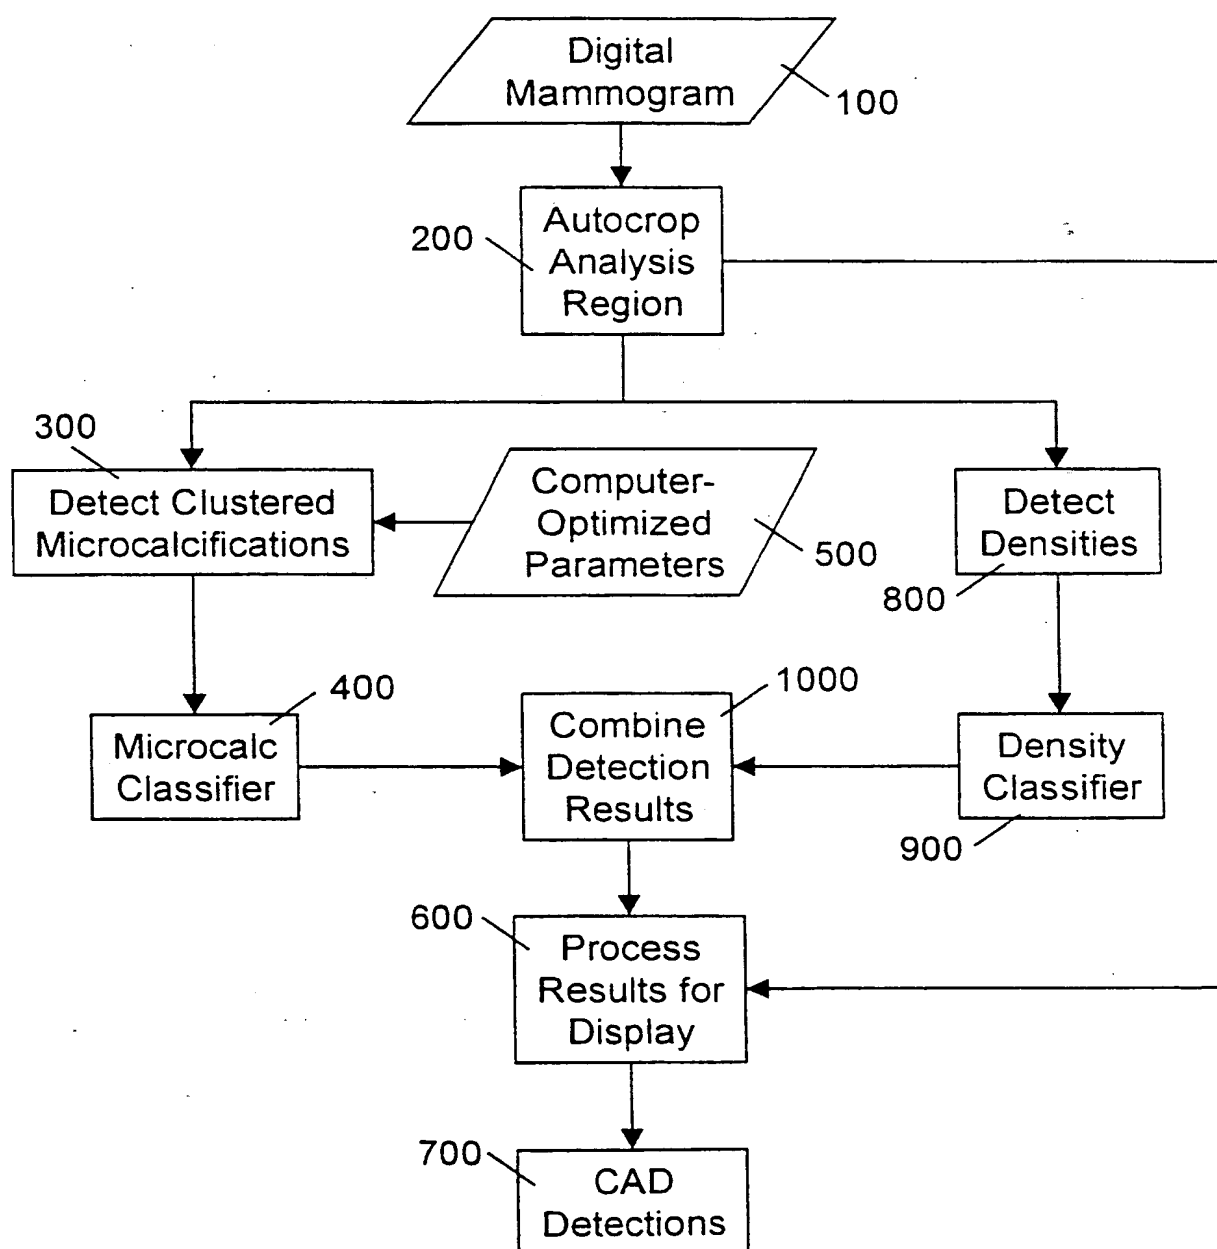 Digital
Mammogram
100
200
Autocrop
Analysis
Region
300
Detect Clustered
Microcalcifications
Computer-
Optimized
Parameters
500
Detect
Densities
800
400
Microcalc
Classifier
1000
Combine
Detection
Results
Density
Classifier
900
600
Process
Results for
Display
700
CAD
Detections